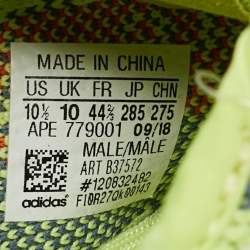 MADE IN CHINA
US UK FR JP CHN
10½ 10 44⅔ 285 275
APE 779001 09/18
MALE/MÂLE
ART B37572
#120832482
adidas F10R27QK00143